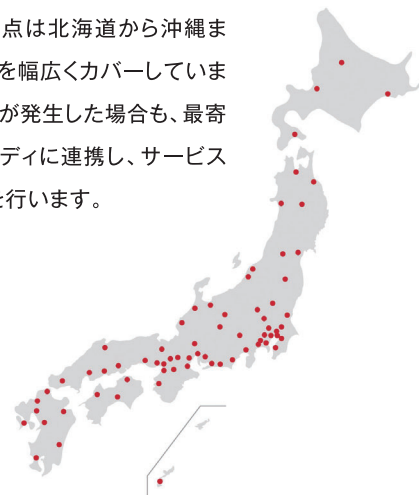 点は北海道から沖縄ま
を幅広くカバーしていま
が発生した場合も、最寄
ディに連携し、サービス
を行います。